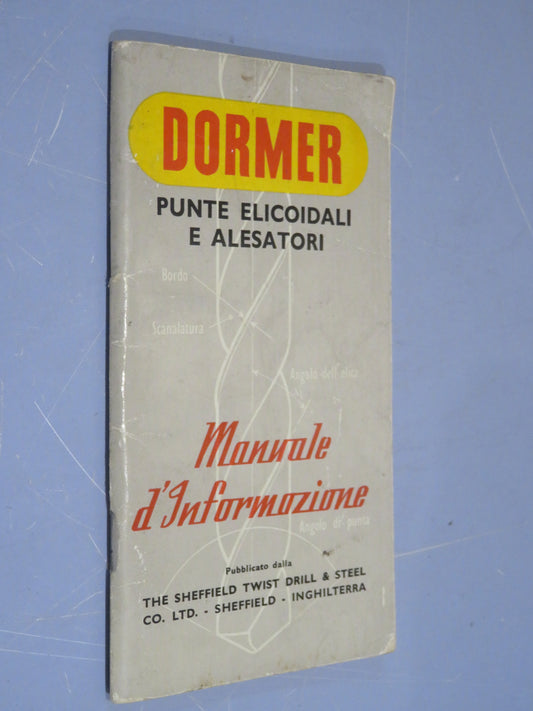 DORMER
PUNTE ELICOIDALI
E ALESATORI
Bordo
Scanalatura
Angolo dell'elica
Manuale
d'Informazione
Angolo di punta
Pubblicato dalla
THE SHEFFIELD TWIST DRILL & STEEL
CO. LTD. - SHEFFIELD - INGHILTERRA